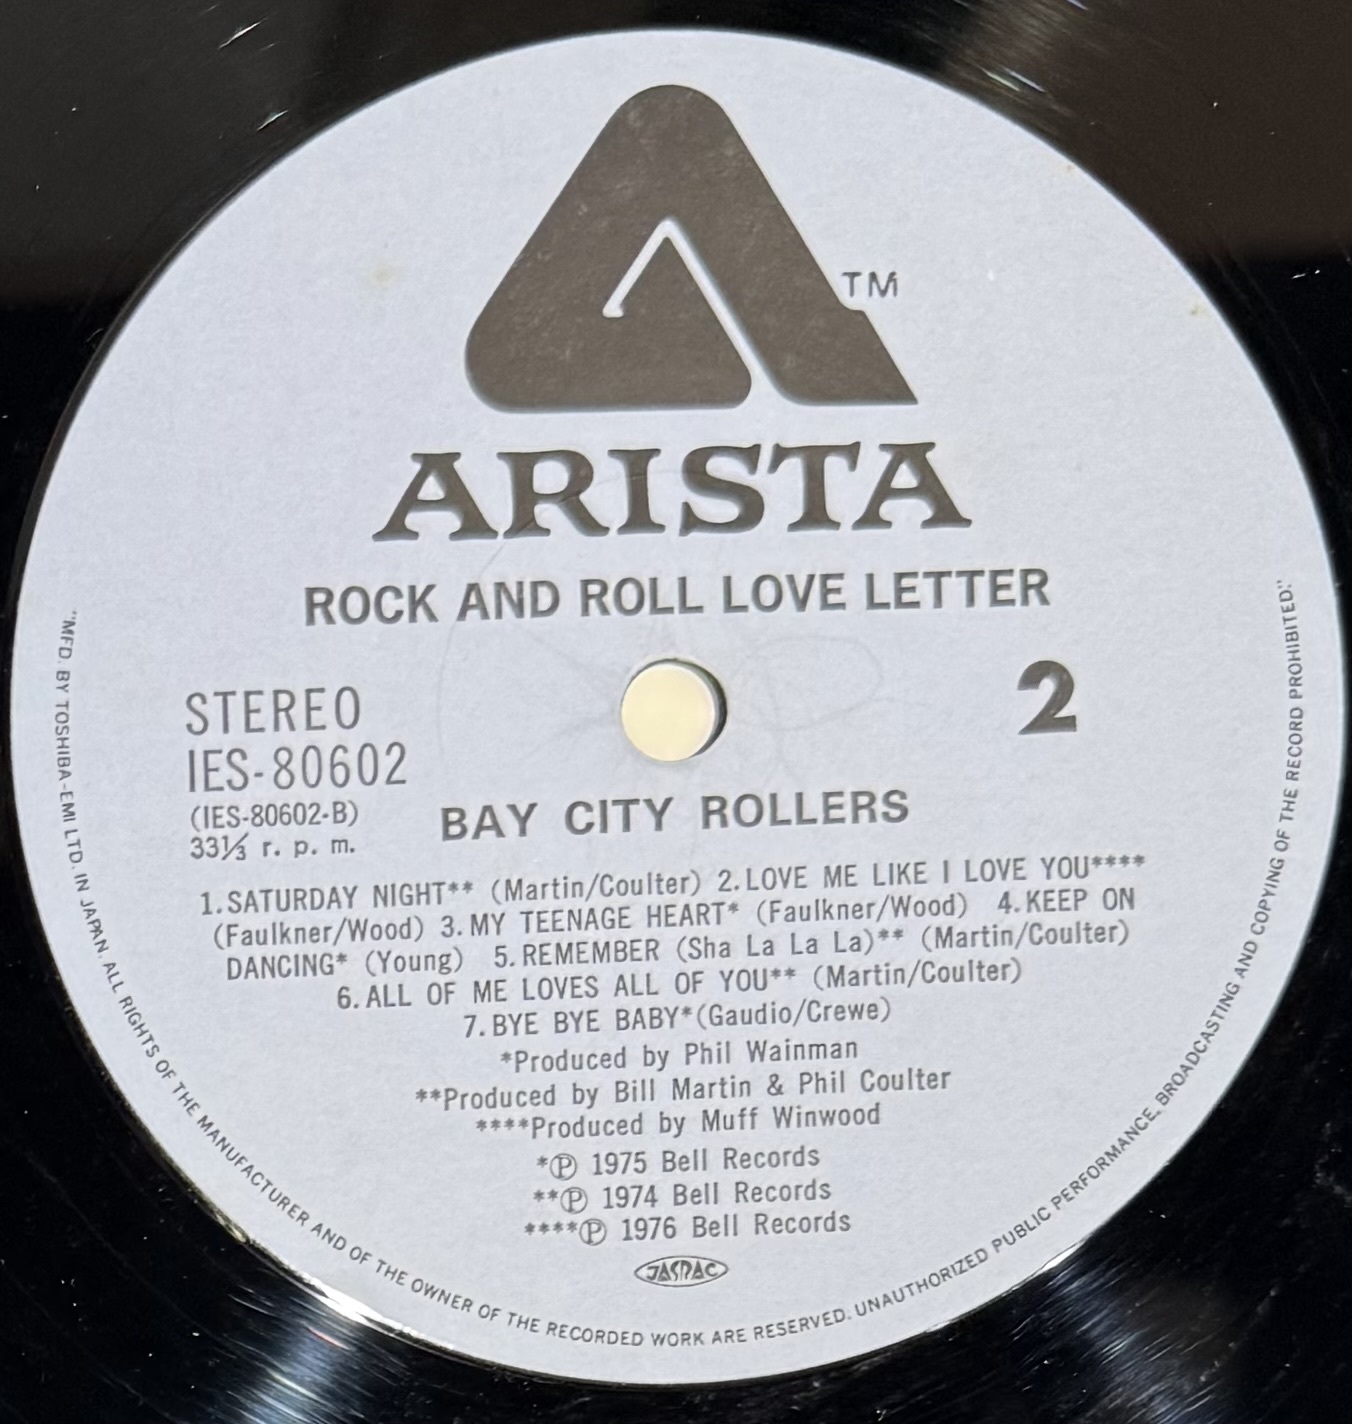 TM
ARISTA
ROCK AND ROLL LOVE LETTER
STEREO
IES-80602
(IES-80602-B)
33⅓ r. p. m.
2
BAY CITY ROLLERS
1. SATURDAY NIGHT** (Martin/Coulter) 2. LOVE ME LIKE I LOVE YOU****
(Faulkner/Wood) 3. MY TEENAGE HEART* (Faulkner/Wood) 4. KEEP ON
DANCING* (Young) 5. REMEMBER (Sha La La La)** (Martin/Coulter)
6. ALL OF ME LOVES ALL OF YOU** (Martin/Coulter)
7. BYE BYE BABY* (Gaudio/Crewe)
*Produced by Phil Wainman
**Produced by Bill Martin & Phil Coulter
****Produced by Muff Winwood
*Ⓟ 1975 Bell Records
**Ⓟ 1974 Bell Records
****Ⓟ 1976 Bell Records
JASRAC
"MFD. BY TOSHIBA-EMI LTD. IN JAPAN. ALL RIGHTS OF THE MANUFACTURER AND OF THE OWNER OF THE RECORDED WORK ARE RESERVED. UNAUTHORIZED PUBLIC PERFORMANCE, BROADCASTING AND COPYING OF THE RECORD PROHIBITED."